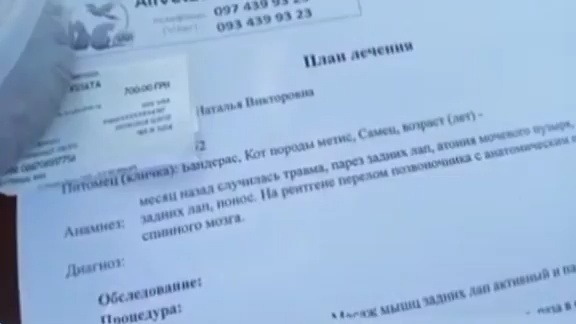 097 439 93 23
093 439 93 23
700.00 ГРН
План лечения
Наталья Викторовна
Питомец (кличка): Бандерас, Кот породы метис, Самец, возраст (лет) -
месяц назад случилась травма, парез задних лап, атония мочевого пузыря,
Анамнез: задних лап, понос. На рентгене перелом позвоночника с анатомическим
спинного мозга.
Диагноз:
Обследование:
Процедура:
Масаж мышц задних лап активный и